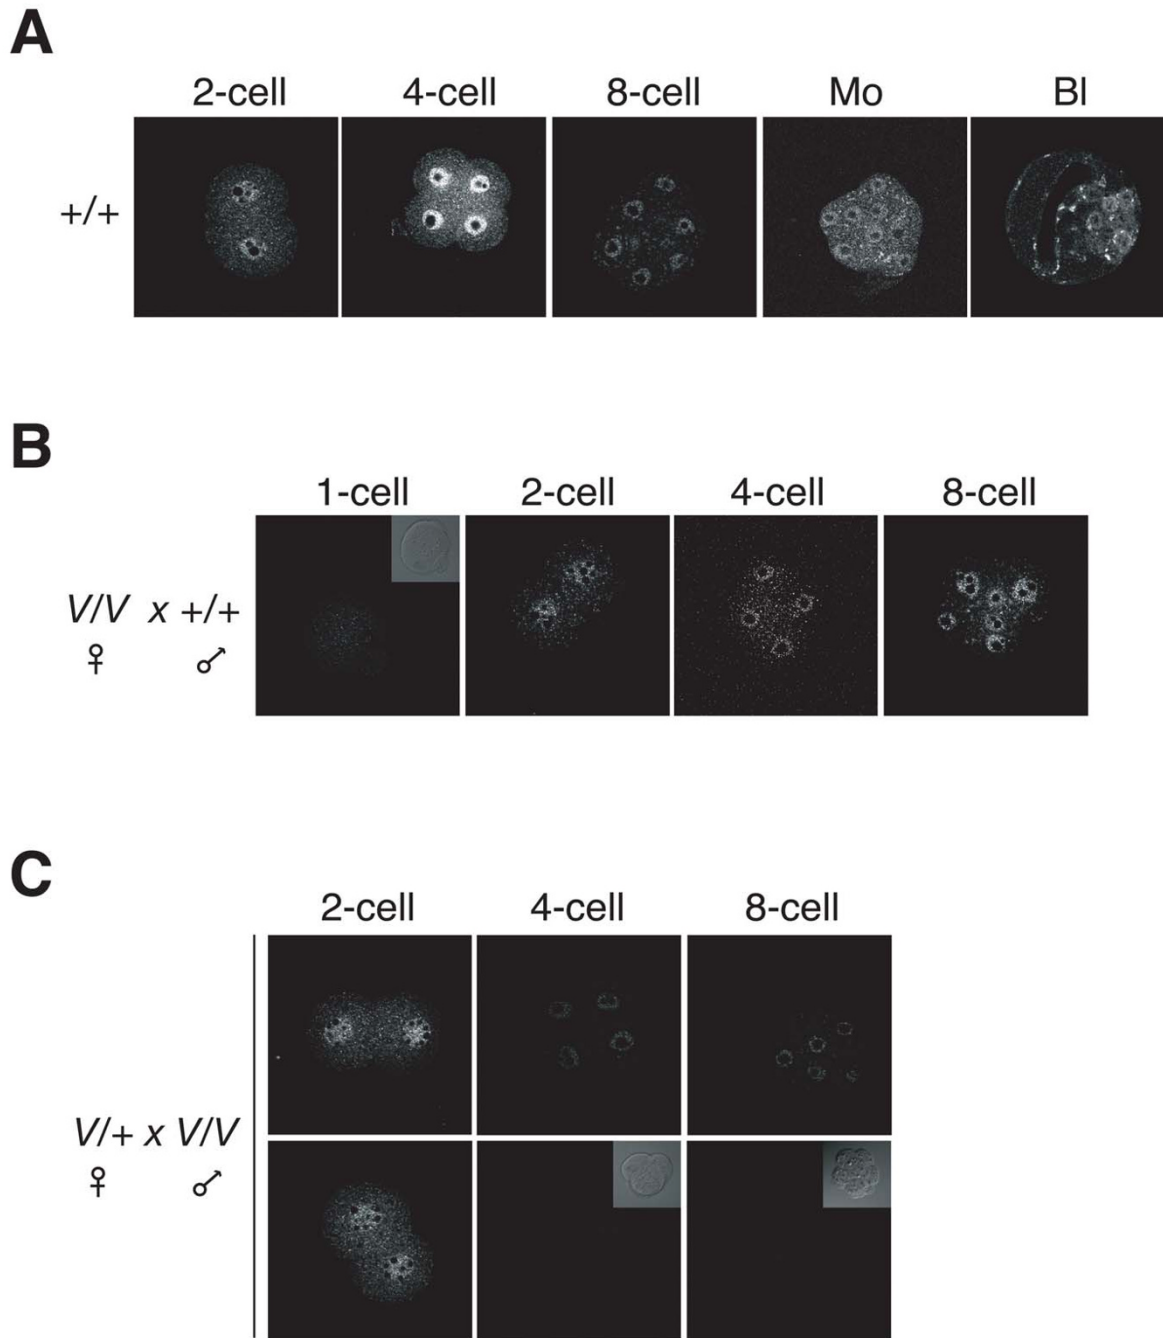 A
2-cell 4-cell 8-cell Mo Bl
+/+
B
1-cell 2-cell 4-cell 8-cell
V/V x +/+
♀ ♂
C
2-cell 4-cell 8-cell
V/+ x V/V
♀ ♂